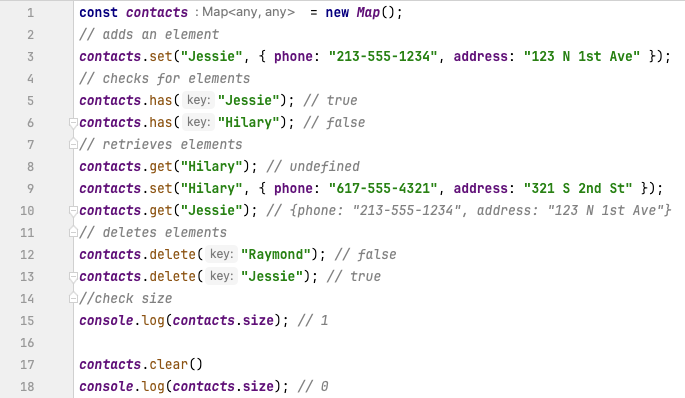 1 const contacts : Map<any, any> = new Map();
2 // adds an element
3 contacts.set("Jessie", { phone: "213-555-1234", address: "123 N 1st Ave" });
4 // checks for elements
5 contacts.has( key: "Jessie"); // true
6 contacts.has( key: "Hilary"); // false
7 // retrieves elements
8 contacts.get("Hilary"); // undefined
9 contacts.set("Hilary", { phone: "617-555-4321", address: "321 S 2nd St" });
10 contacts.get("Jessie"); // {phone: "213-555-1234", address: "123 N 1st Ave"}
11 // deletes elements
12 contacts.delete( key: "Raymond"); // false
13 contacts.delete( key: "Jessie"); // true
14 //check size
15 console.log(contacts.size); // 1
16
17 contacts.clear()
18 console.log(contacts.size); // 0